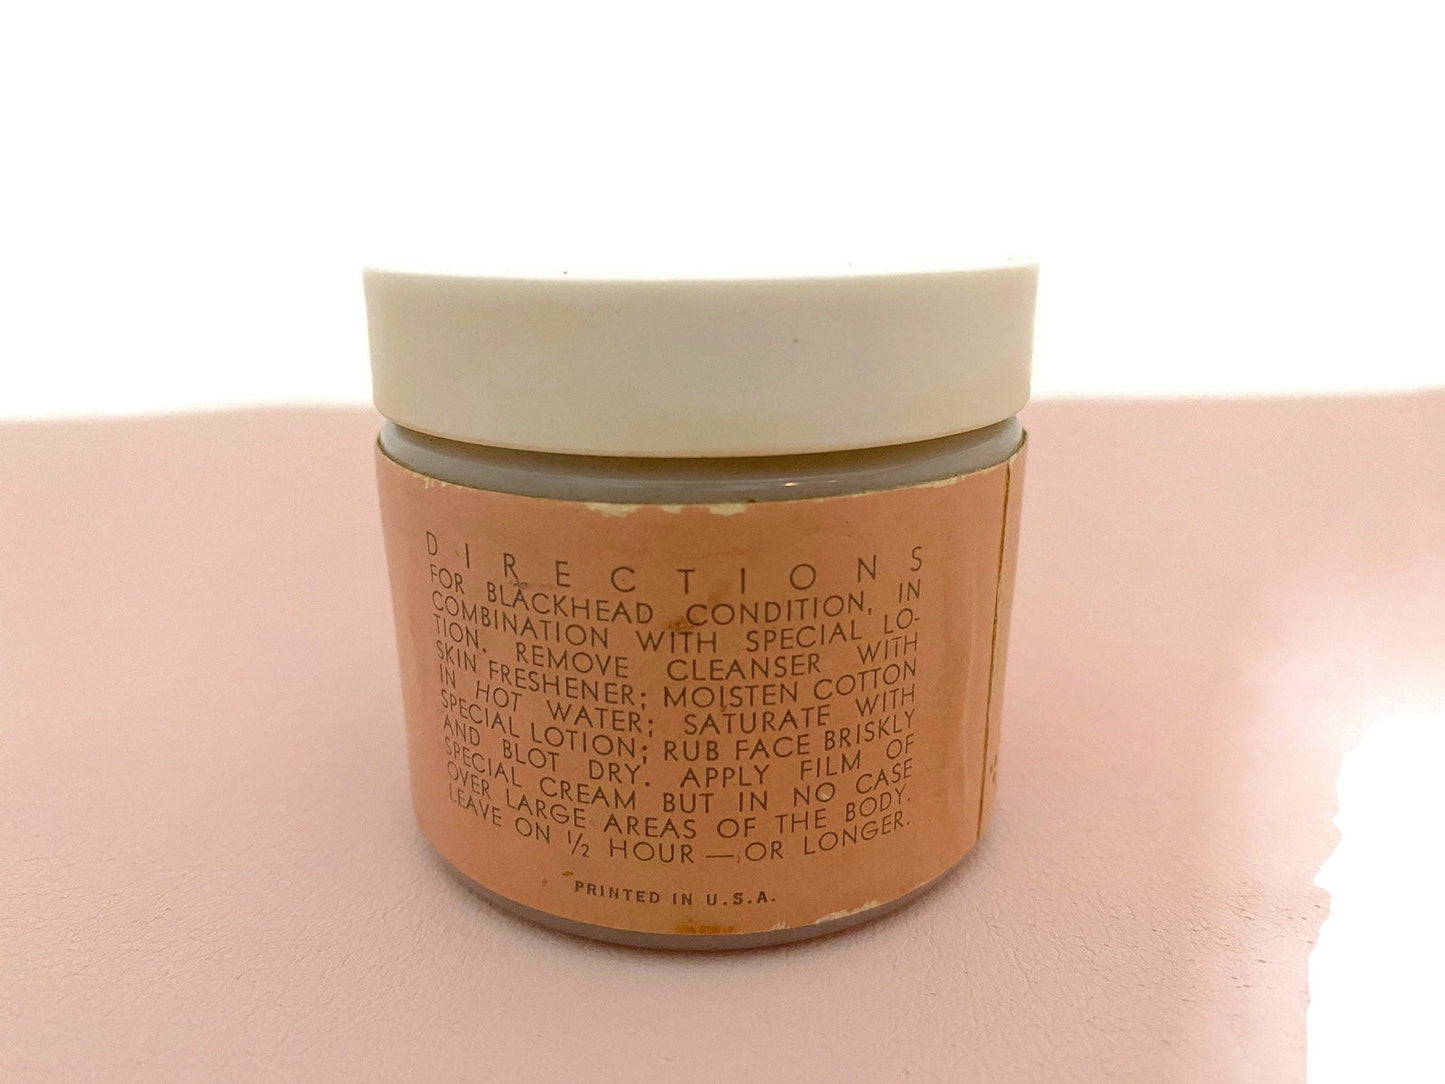 DIRECTIONS
FOR BLACKHEAD CONDITION, IN
COMBINATION WITH SPECIAL LO-
TION. REMOVE CLEANSER WITH
SKIN FRESHENER; MOISTEN COTTON
IN HOT WATER; SATURATE WITH
SPECIAL LOTION; RUB FACE BRISKLY
AND BLOT DRY. APPLY FILM OF
SPECIAL CREAM BUT IN NO CASE
OVER LARGE AREAS OF THE BODY.
LEAVE ON 1/2 HOUR—OR LONGER.
PRINTED IN U.S.A.